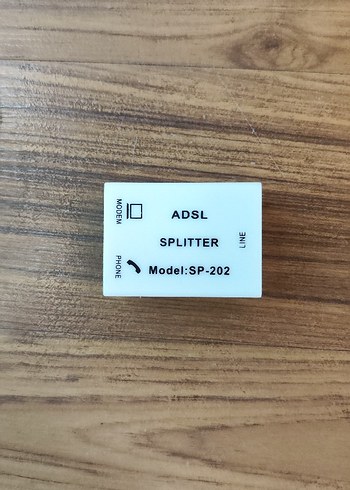 MODEM
PHONE
ADSL
SPLITTER
Model:SP-202
LINE